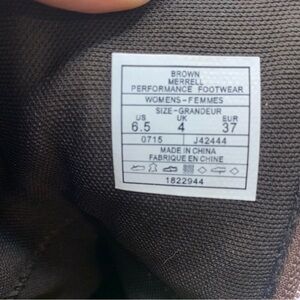 BROWN
MERRELL
PERFORMANCE FOOTWEAR
WOMENS-FEMMES
SIZE-GRANDEUR
US UK EUR
6.5 4 37
0715 J42444
MADE IN CHINA
FABRIQUE EN CHINE
1822944